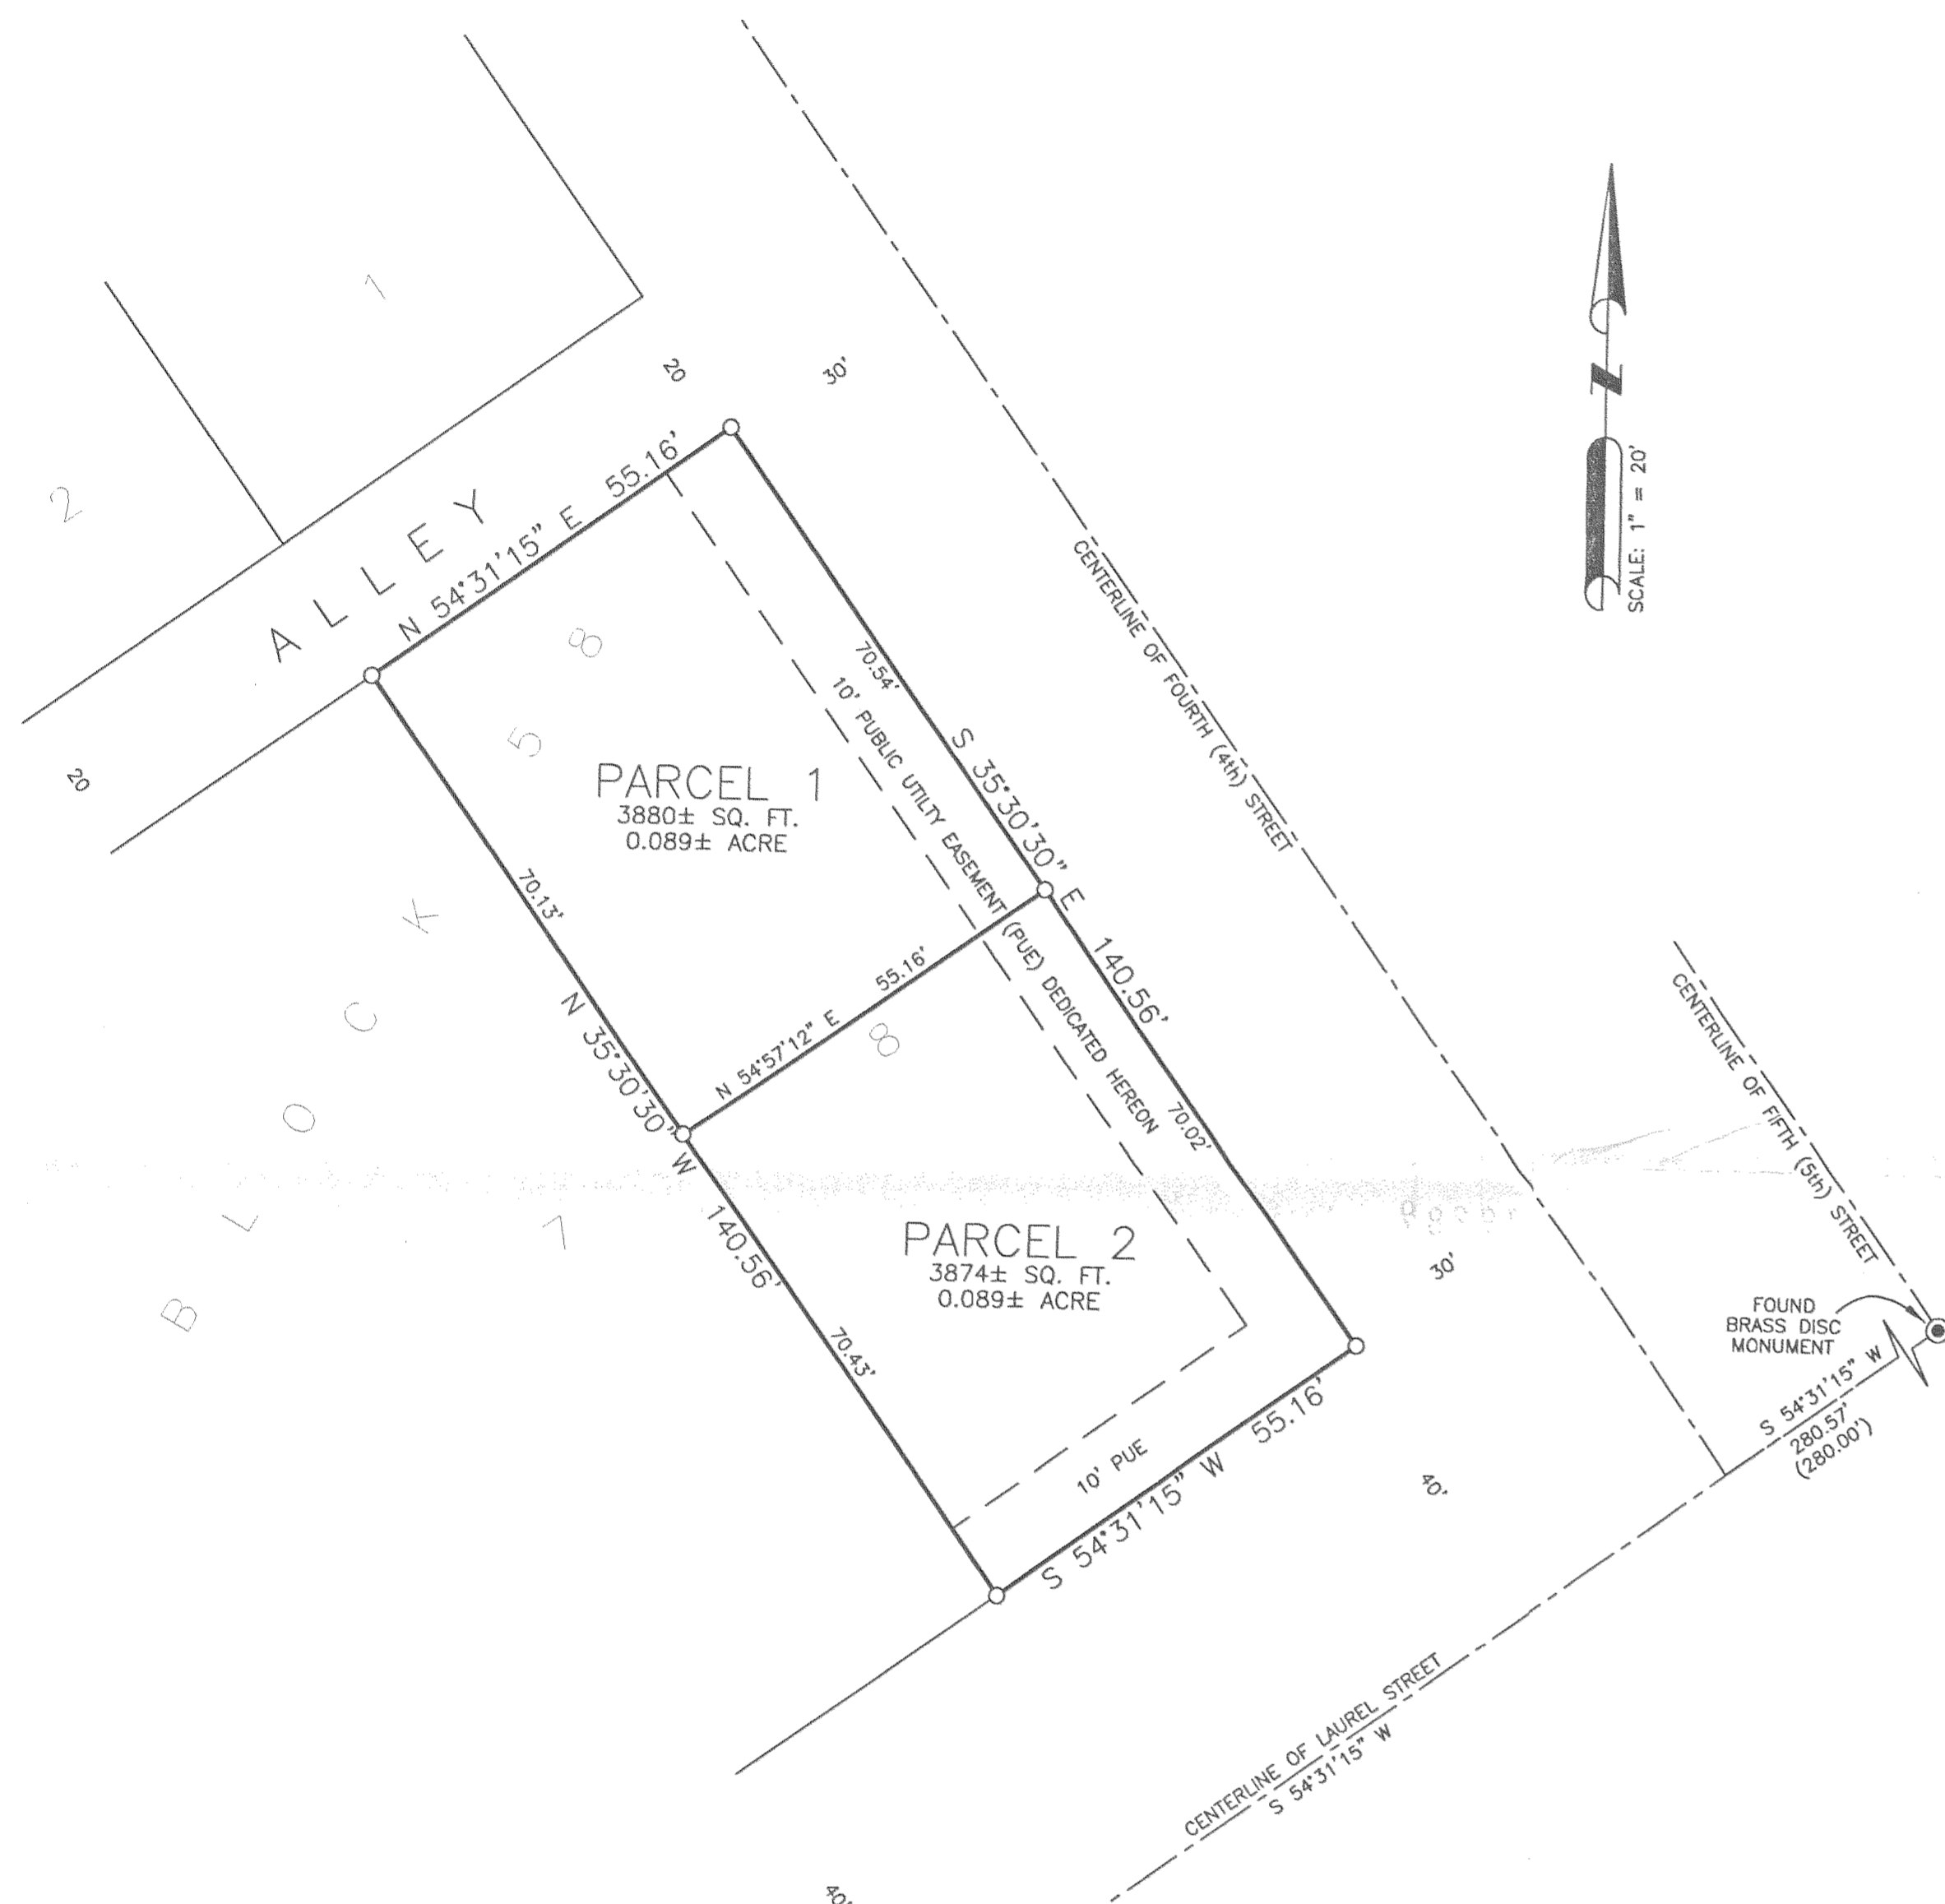 1
2
20
30'
ALLEY
N 54°31'15" E 55.16'
20
BLOCK 58
PARCEL 1
3880± SQ. FT.
0.089± ACRE
70.54'
S 35°30'30" E 140.56'
10' PUBLIC UTILTY EASEMENT (PUE) DEDICATED HEREON
CENTERLINE OF FOURTH (4th) STREET
Z
SCALE: 1" = 20'
70.13'
N 35°30'30" W 140.56'
N 54°57'12" E 55.16'
8
7
70.02'
PARCEL 2
3874± SQ. FT.
0.089± ACRE
70.43'
10' PUE
S 54°31'15" W 55.16'
30'
40'
CENTERLINE OF FIFTH (5th) STREET
FOUND
BRASS DISC
MONUMENT
S 54°31'15" W
280.57'
(280.00')
CENTERLINE OF LAUREL STREET
S 54°31'15" W
40'